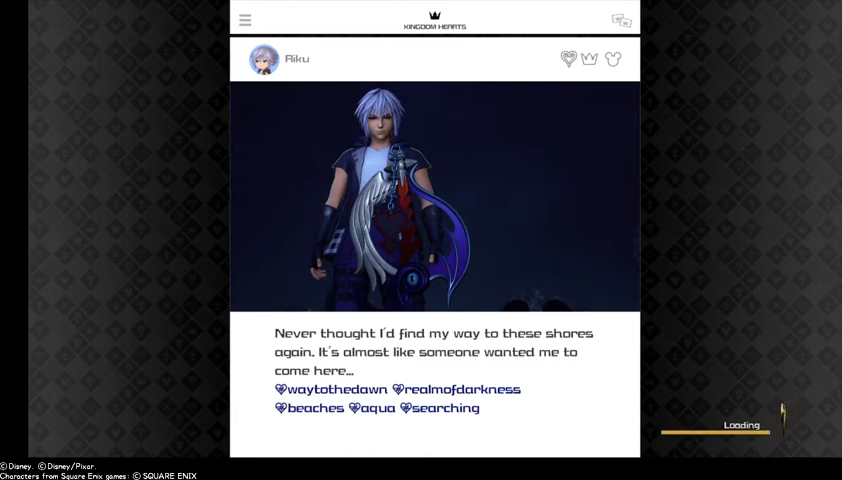 KINGDOM HEARTS
Riku
Never thought I'd find my way to these shores
again. It's almost like someone wanted me to
come here...
waytothedawn realmofdarkness
beaches aqua searching
Loading
© Disney. © Disney/Pixar.
Characters from Square Enix games: © SQUARE ENIX